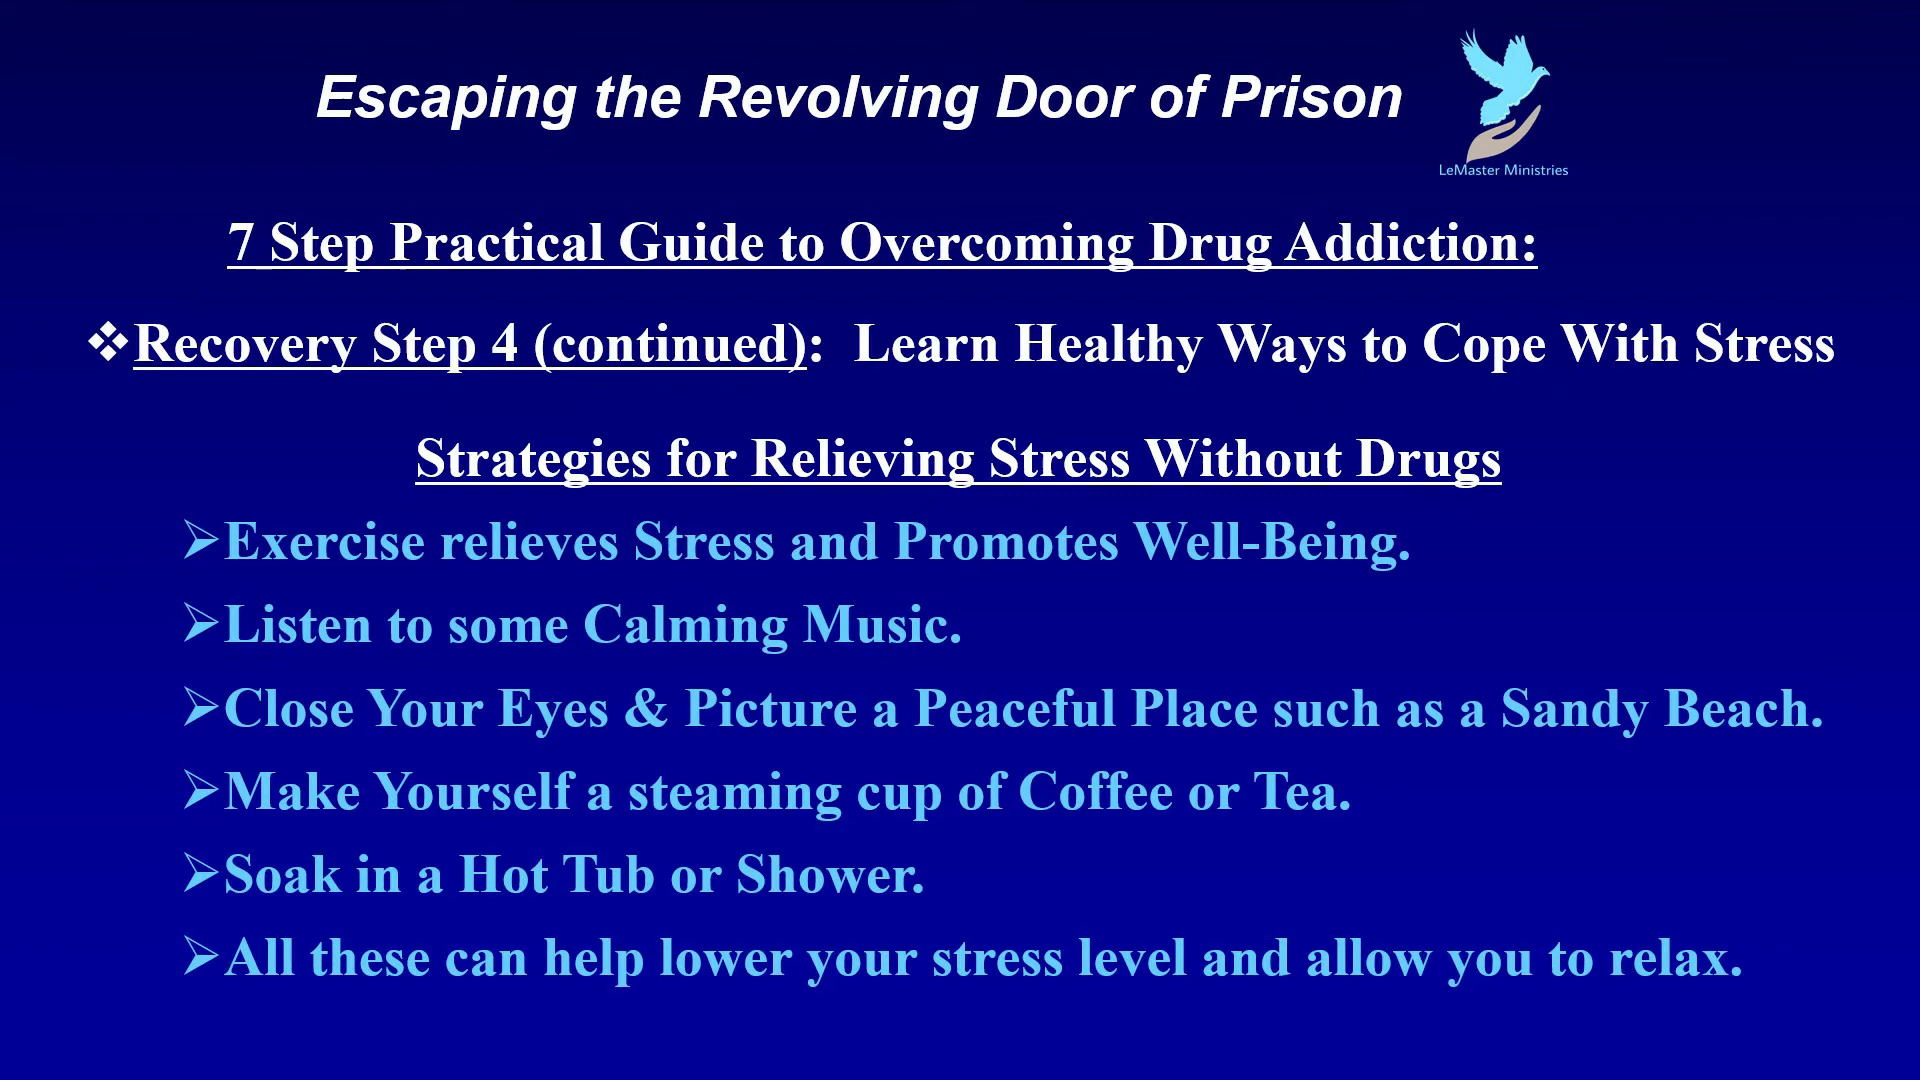 Escaping the Revolving Door of Prison
LeMaster Ministries
7 Step Practical Guide to Overcoming Drug Addiction:
❖Recovery Step 4 (continued):  Learn Healthy Ways to Cope With Stress
Strategies for Relieving Stress Without Drugs
➢Exercise relieves Stress and Promotes Well-Being.
➢Listen to some Calming Music.
➢Close Your Eyes & Picture a Peaceful Place such as a Sandy Beach.
➢Make Yourself a steaming cup of Coffee or Tea.
➢Soak in a Hot Tub or Shower.
➢All these can help lower your stress level and allow you to relax.